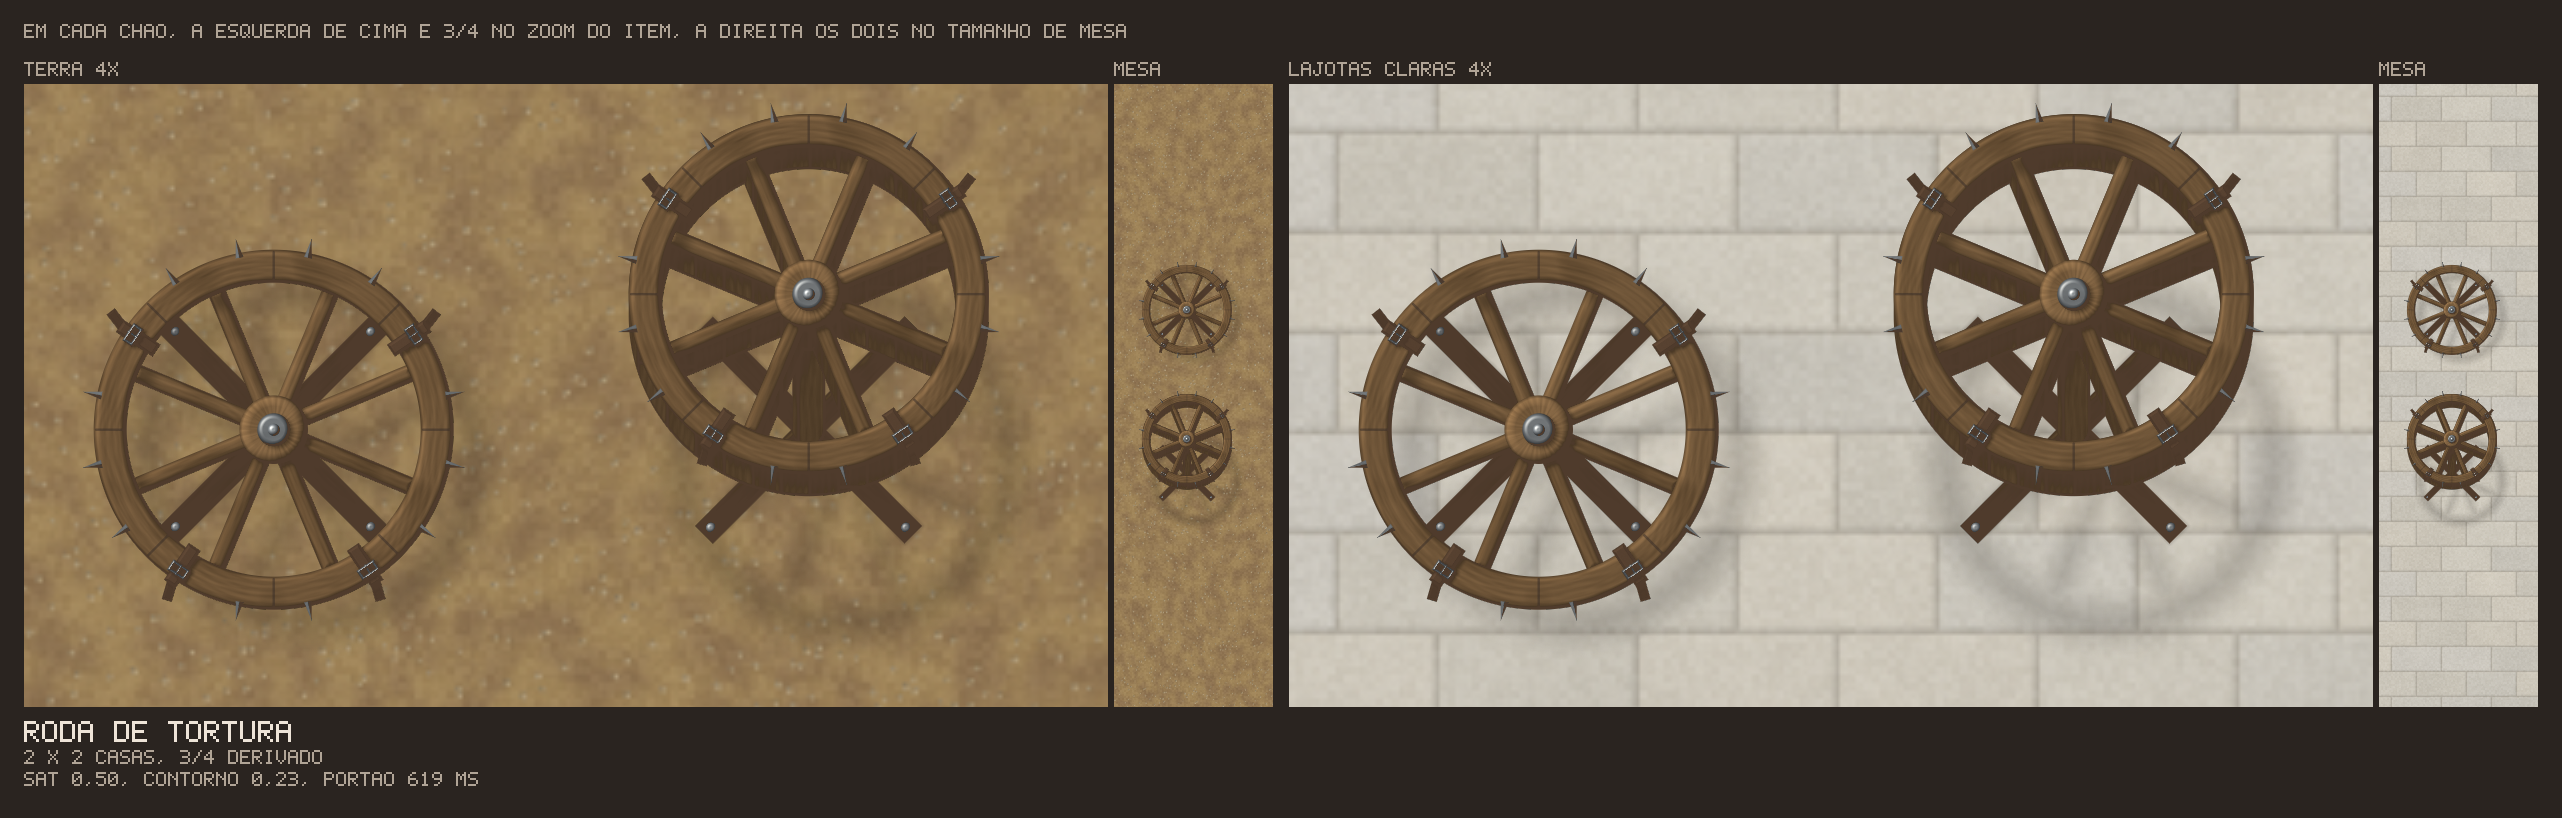 EM CADA CHAO, A ESQUERDA DE CIMA E 3/4 NO ZOOM DO ITEM, A DIREITA OS DOIS NO TAMANHO DE MESA
TERRA 4X
MESA
LAJOTAS CLARAS 4X
MESA
RODA DE TORTURA
2 X 2 CASAS, 3/4 DERIVADO
SAT 0,50, CONTORNO 0,23, PORTAO 619 MS